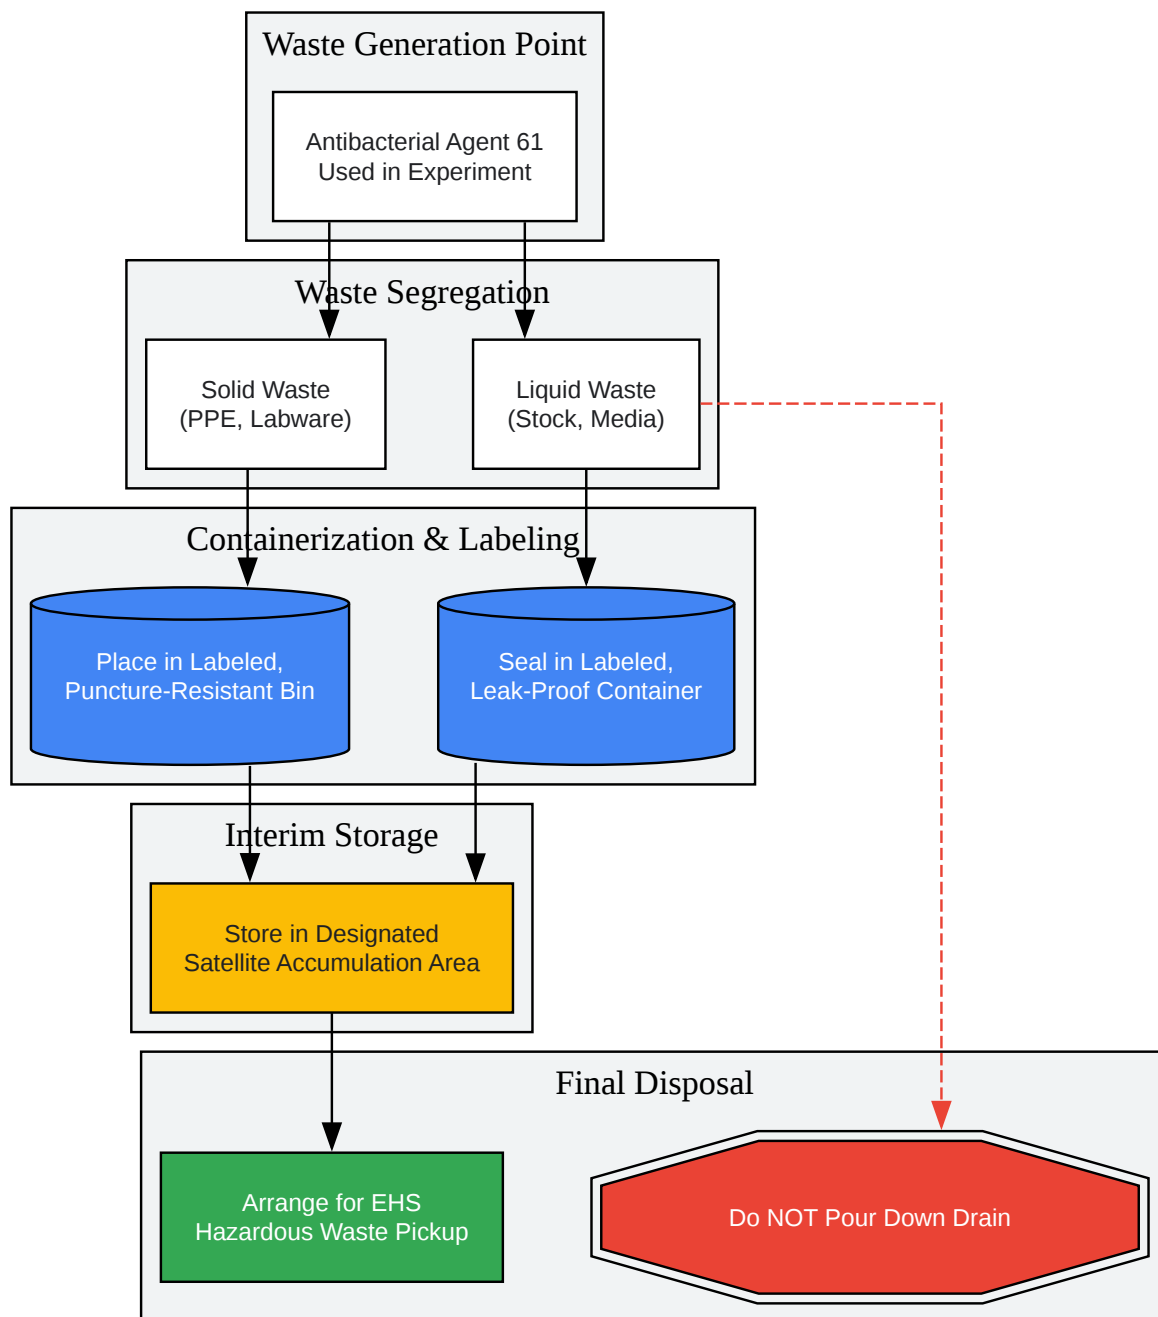 Waste Generation Point
Antibacterial Agent 61
Used in Experiment
Waste Segregation
Solid Waste
(PPE, Labware)
Liquid Waste
(Stock, Media)
Containerization & Labeling
Place in Labeled,
Puncture-Resistant Bin
Seal in Labeled,
Leak-Proof Container
Interim Storage
Store in Designated
Satellite Accumulation Area
Final Disposal
Arrange for EHS
Hazardous Waste Pickup
Do NOT Pour Down Drain